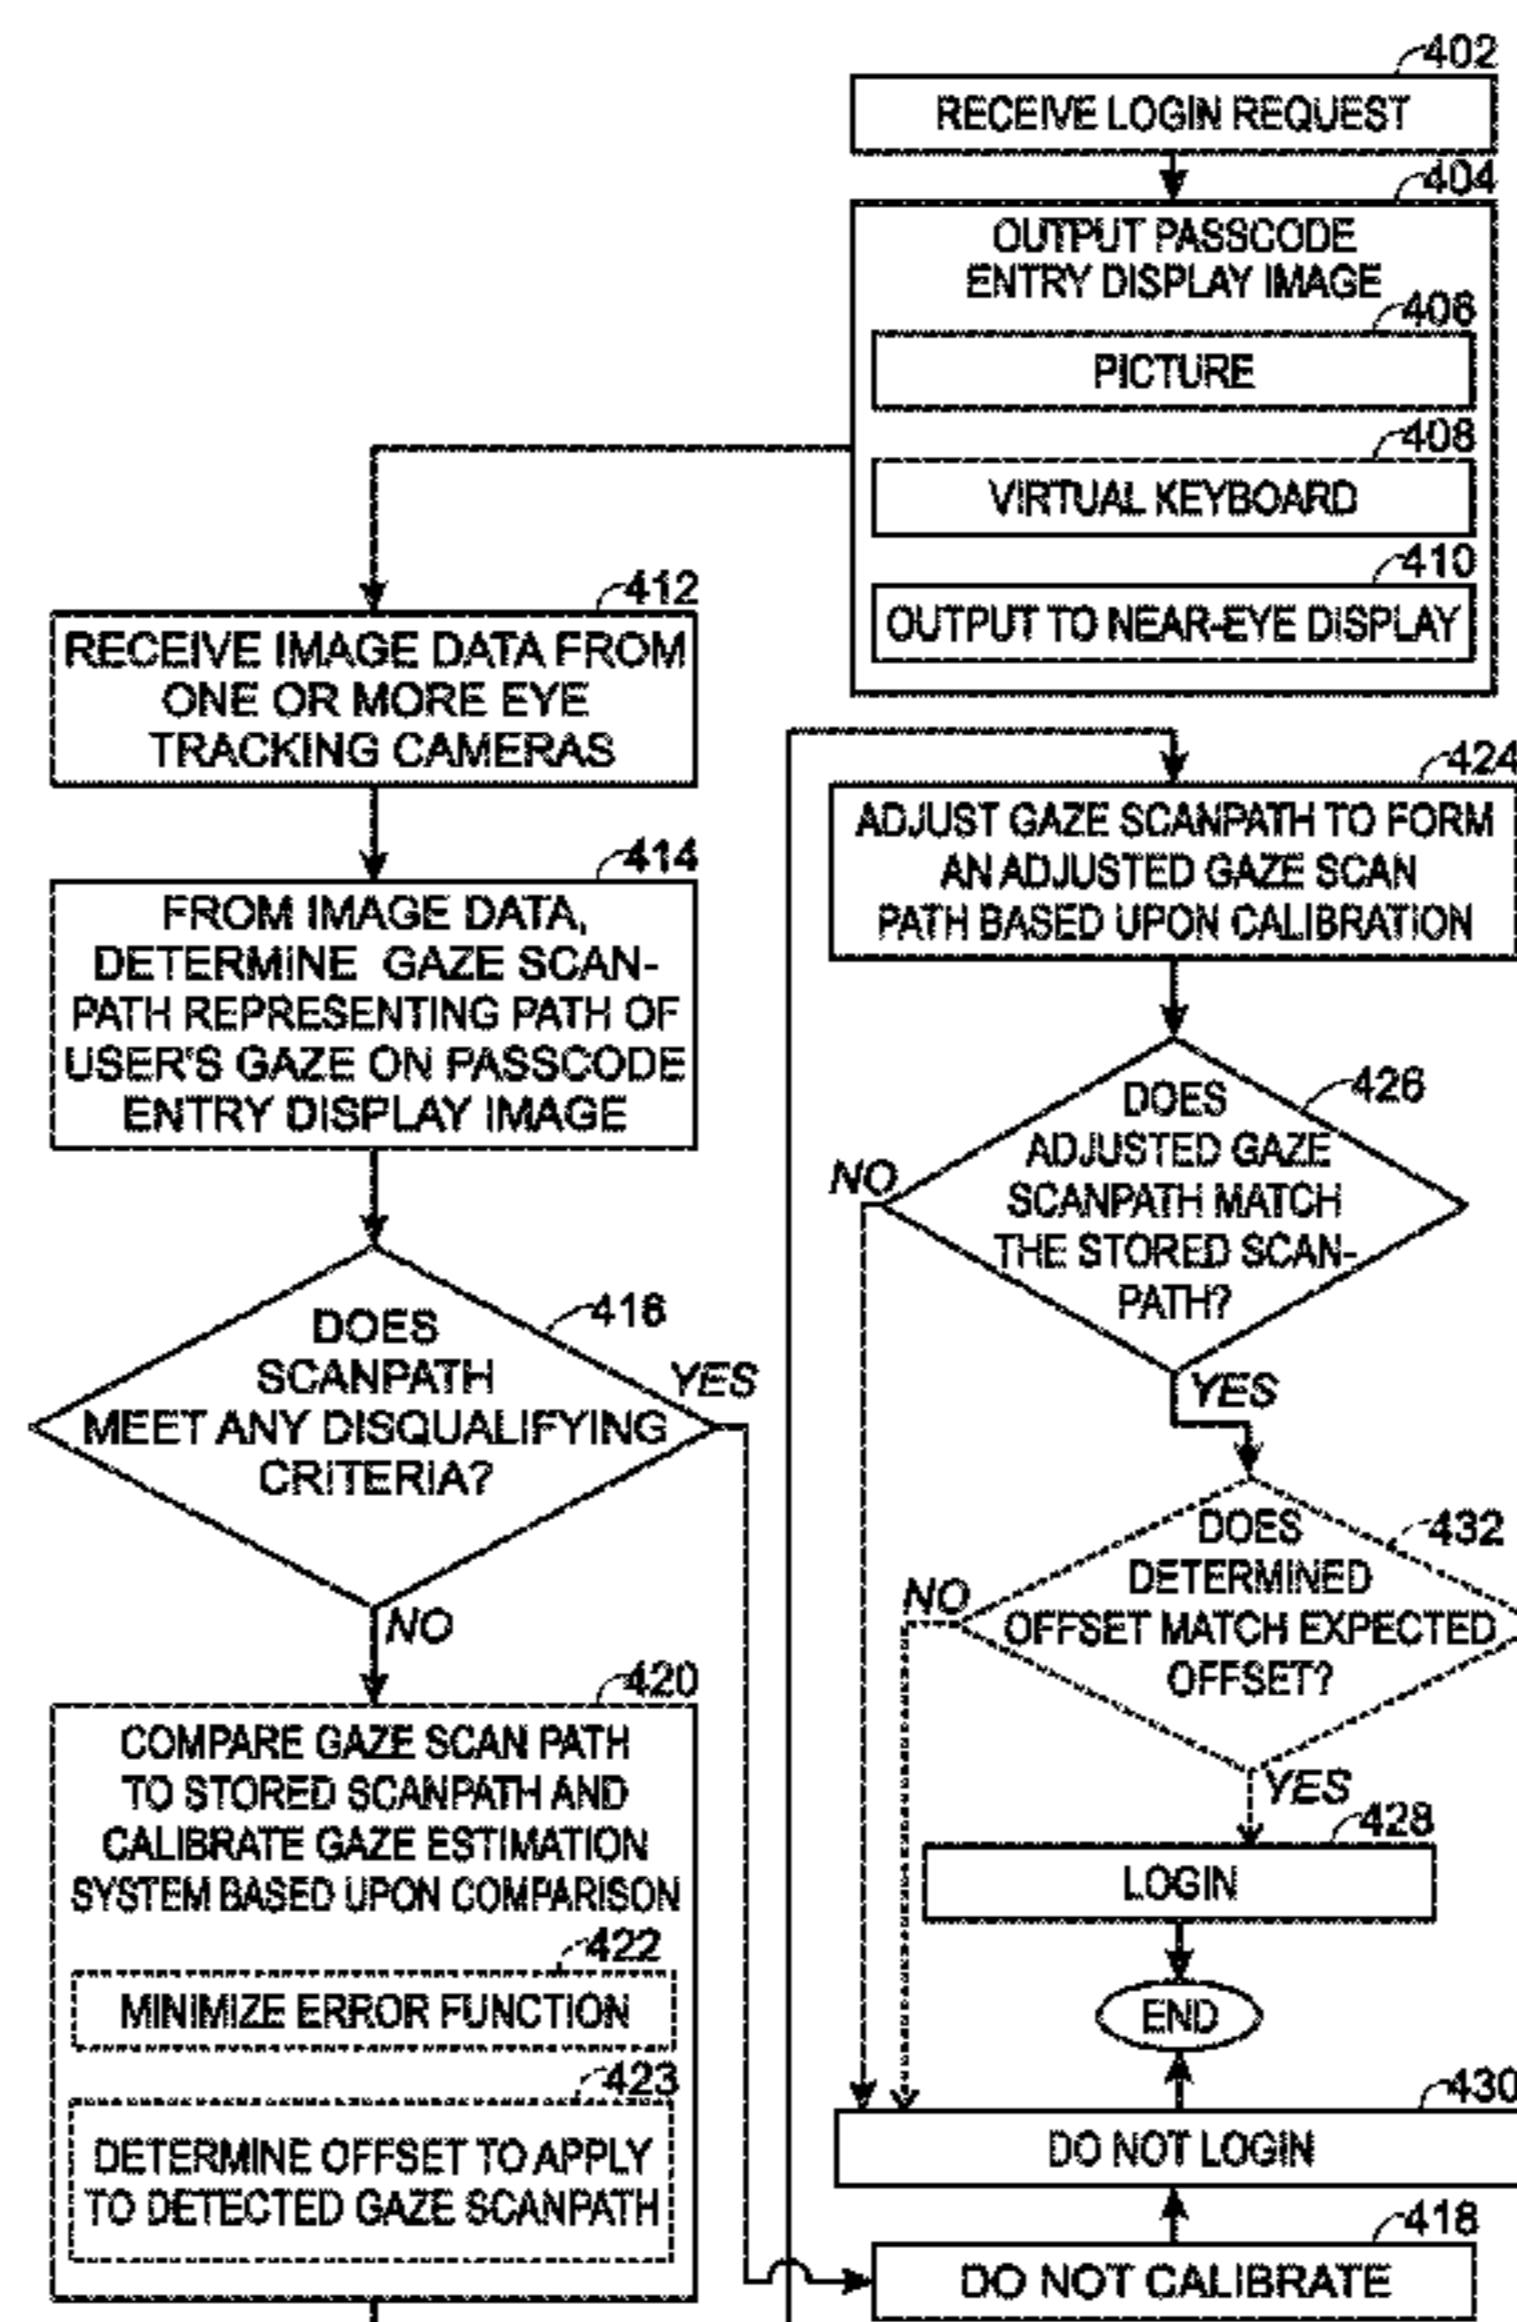 402
RECEIVE LOGIN REQUEST
404
OUTPUT PASSCODE
ENTRY DISPLAY IMAGE
406
PICTURE
408
VIRTUAL KEYBOARD
410
OUTPUT TO NEAR-EYE DISPLAY
412
RECEIVE IMAGE DATA FROM
ONE OR MORE EYE
TRACKING CAMERAS
414
FROM IMAGE DATA,
DETERMINE GAZE SCAN-
PATH REPRESENTING PATH OF
USER'S GAZE ON PASSCODE
ENTRY DISPLAY IMAGE
416
DOES
SCANPATH
MEET ANY DISQUALIFYING
CRITERIA?
YES
NO
420
COMPARE GAZE SCAN PATH
TO STORED SCANPATH AND
CALIBRATE GAZE ESTIMATION
SYSTEM BASED UPON COMPARISON
422
MINIMIZE ERROR FUNCTION
423
DETERMINE OFFSET TO APPLY
TO DETECTED GAZE SCANPATH
424
ADJUST GAZE SCANPATH TO FORM
AN ADJUSTED GAZE SCAN
PATH BASED UPON CALIBRATION
426
DOES
ADJUSTED GAZE
SCANPATH MATCH
THE STORED SCAN-
PATH?
NO
YES
432
DOES
DETERMINED
OFFSET MATCH EXPECTED
OFFSET?
NO
YES
428
LOGIN
END
430
DO NOT LOGIN
418
DO NOT CALIBRATE